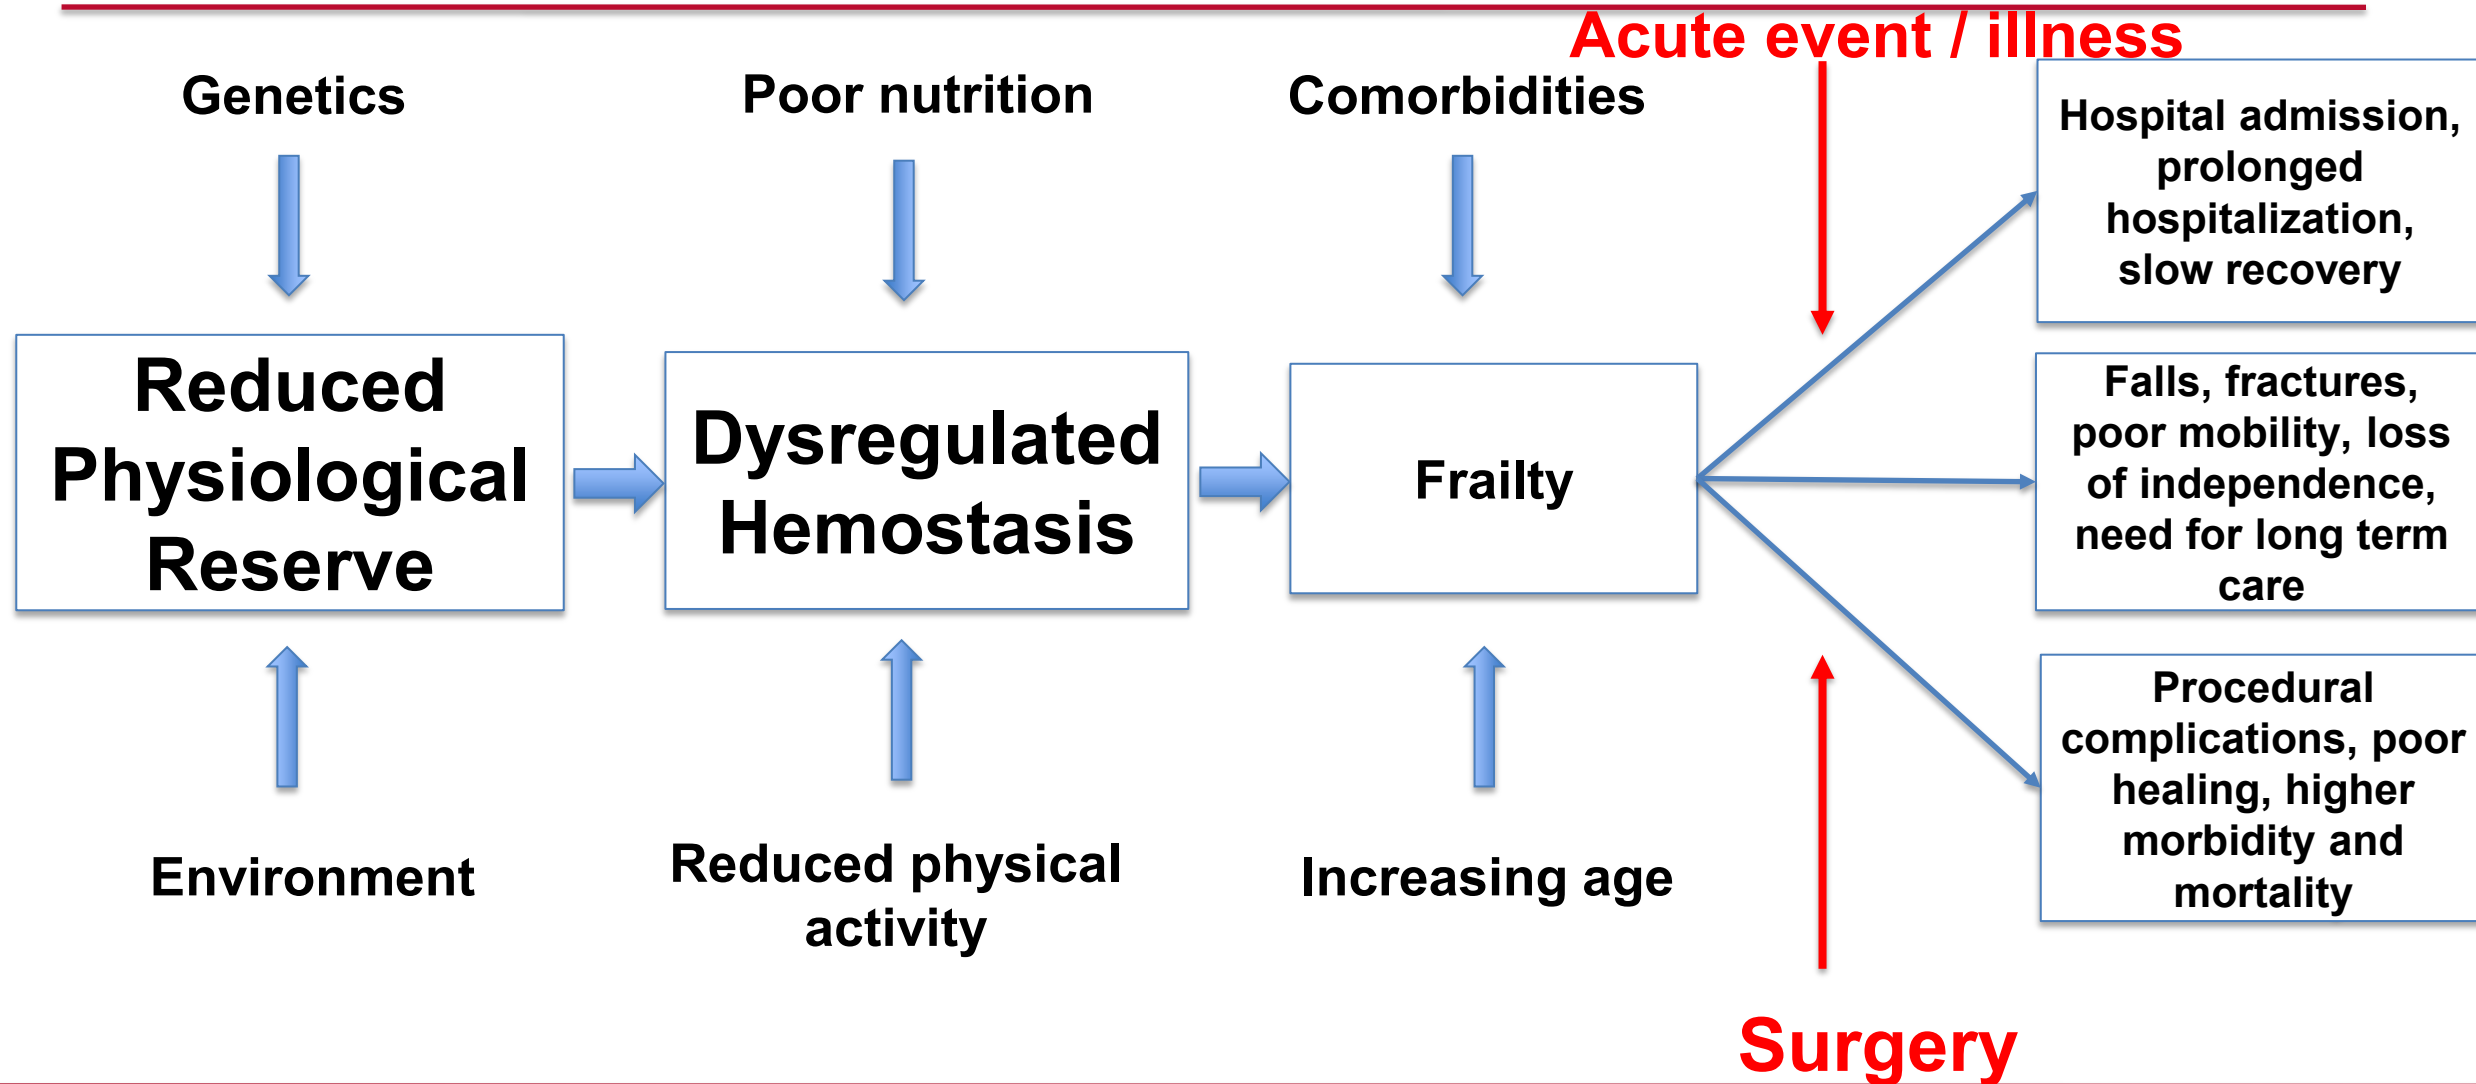 Acute event / illness
Genetics
Poor nutrition
Comorbidities
Hospital admission,
prolonged
hospitalization,
slow recovery
Reduced
Physiological
Reserve
Dysregulated
Hemostasis
Frailty
Falls, fractures,
poor mobility, loss
of independence,
need for long term
care
Procedural
complications, poor
healing, higher
morbidity and
mortality
Environment
Reduced physical
activity
Increasing age
Surgery